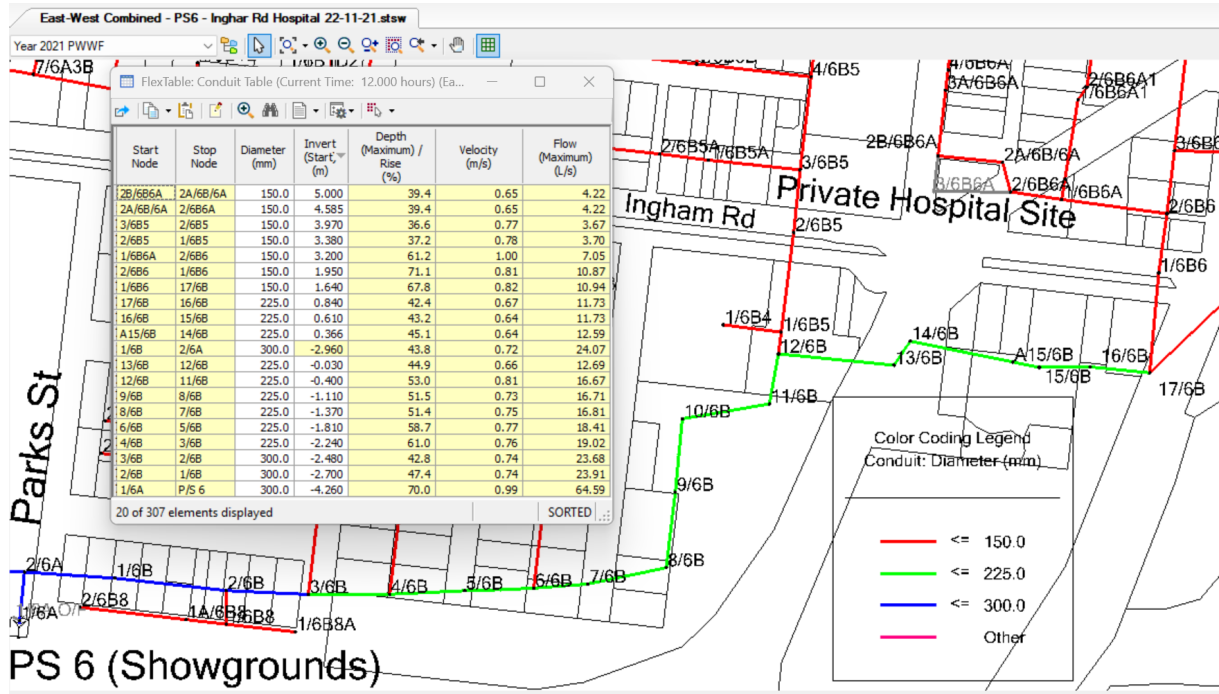 East-West Combined - PS6 - Inghar Rd Hospital 22-11-21.stsw
Year 2021 PWWF
FlexTable: Conduit Table (Current Time: 12.000 hours) (Ea...
Start Node Stop Node Diameter (mm) Invert (Start, (m) Depth (Maximum) / Rise (%) Velocity (m/s) Flow (Maximum) (L/s)
2B/6B6A 2A/6B/6A 150.0 5.000 39.4 0.65 4.22
2A/6B/6A 2/6B6A 150.0 4.585 39.4 0.65 4.22
3/6B5 2/6B5 150.0 3.970 36.6 0.77 3.67
2/6B5 1/6B5 150.0 3.380 37.2 0.78 3.70
1/6B6A 2/6B6 150.0 3.200 61.2 1.00 7.05
2/6B6 1/6B6 150.0 1.950 71.1 0.81 10.87
1/6B6 17/6B 150.0 1.640 67.8 0.82 10.94
17/6B 16/6B 225.0 0.840 42.4 0.67 11.73
16/6B 15/6B 225.0 0.610 43.2 0.64 11.73
A15/6B 14/6B 225.0 0.366 45.1 0.64 12.59
1/6B 2/6A 300.0 -2.960 43.8 0.72 24.07
13/6B 12/6B 225.0 -0.030 44.9 0.66 12.69
12/6B 11/6B 225.0 -0.400 53.0 0.81 16.67
9/6B 8/6B 225.0 -1.110 51.5 0.73 16.71
8/6B 7/6B 225.0 -1.370 51.4 0.75 16.81
6/6B 5/6B 225.0 -1.810 58.7 0.77 18.41
4/6B 3/6B 225.0 -2.240 61.0 0.76 19.02
3/6B 2/6B 300.0 -2.480 42.8 0.74 23.68
2/6B 1/6B 300.0 -2.700 47.4 0.74 23.91
1/6A P/S 6 300.0 -4.260 70.0 0.99 64.59
20 of 307 elements displayed SORTED
7/6A3B
4/6B5
4/6B6A
3A/6B6A
2/6B6A1
1/6B6A1
2/6B5A
1/6B5A
3/6B5
2B/6B6A
2A/6B/6A
3/6B6
3/6B6A
2/6B6A
1/6B6A
2/6B6
Private Hospital Site
Ingham Rd
2/6B5
1/6B6
1/6B4
1/6B5
12/6B
13/6B
14/6B
A15/6B
15/6B
16/6B
17/6B
11/6B
10/6B
9/6B
8/6B
7/6B
6/6B
5/6B
4/6B
3/6B
2/6B
1/6B
2/6A
Parks St
1/6A
2/6B8
1A/6B8
1/6B8
1/6B8A
PS 6 (Showgrounds)
Color Coding Legend
Conduit: Diameter (mm)
<= 150.0
<= 225.0
<= 300.0
Other